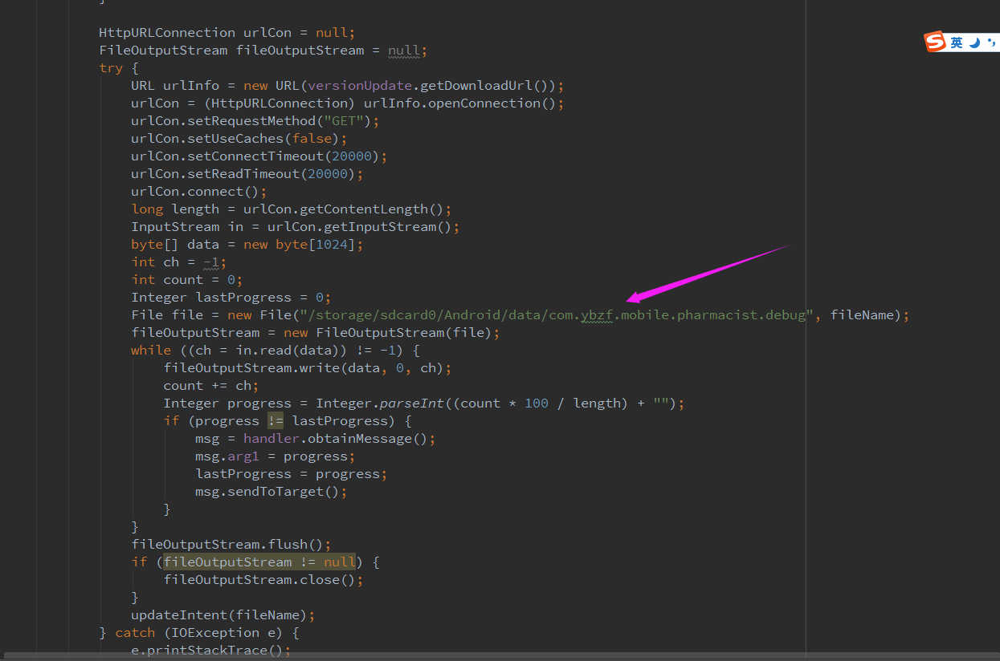 }
HttpURLConnection urlCon = null;
FileOutputStream fileOutputStream = null;
try {
URL urlInfo = new URL(versionUpdate.getDownloadUrl());
urlCon = (HttpURLConnection) urlInfo.openConnection();
urlCon.setRequestMethod("GET");
urlCon.setUseCaches(false);
urlCon.setConnectTimeout(20000);
urlCon.setReadTimeout(20000);
urlCon.connect();
long length = urlCon.getContentLength();
InputStream in = urlCon.getInputStream();
byte[] data = new byte[1024];
int ch = -1;
int count = 0;
Integer lastProgress = 0;
File file = new File("/storage/sdcard0/Android/data/com.ybzf.mobile.pharmacist.debug", fileName);
fileOutputStream = new FileOutputStream(file);
while ((ch = in.read(data)) != -1) {
fileOutputStream.write(data, 0, ch);
count += ch;
Integer progress = Integer.parseInt((count * 100 / length) + "");
if (progress != lastProgress) {
msg = handler.obtainMessage();
msg.arg1 = progress;
lastProgress = progress;
msg.sendToTarget();
}
}
fileOutputStream.flush();
if (fileOutputStream != null) {
fileOutputStream.close();
}
updateIntent(fileName);
} catch (IOException e) {
e.printStackTrace();
S 英